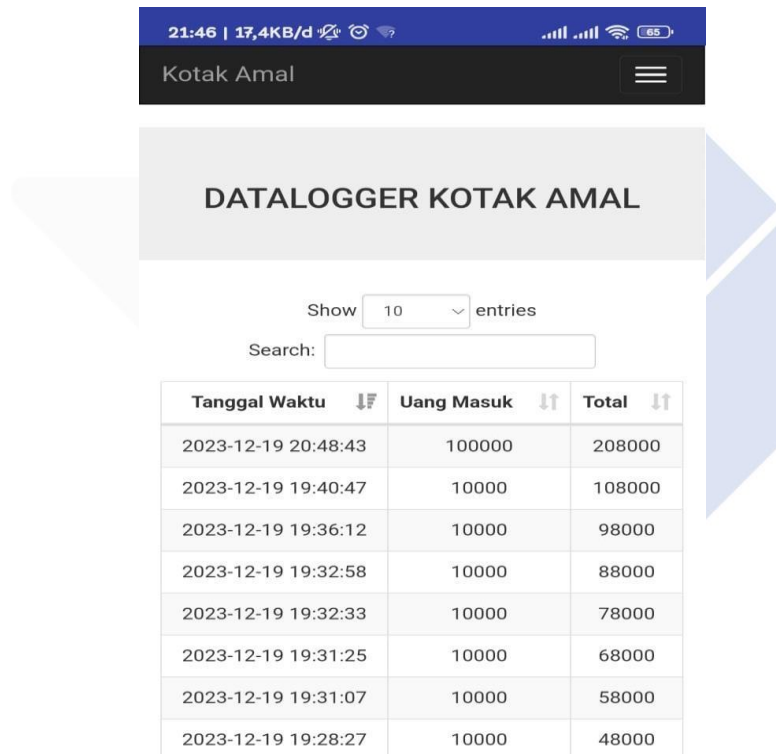 21:46 | 17,4KB/d 65
Kotak Amal
DATALOGGER KOTAK AMAL
Show 10 entries
Search:
Tanggal Waktu Uang Masuk Total
2023-12-19 20:48:43 100000 208000
2023-12-19 19:40:47 10000 108000
2023-12-19 19:36:12 10000 98000
2023-12-19 19:32:58 10000 88000
2023-12-19 19:32:33 10000 78000
2023-12-19 19:31:25 10000 68000
2023-12-19 19:31:07 10000 58000
2023-12-19 19:28:27 10000 48000